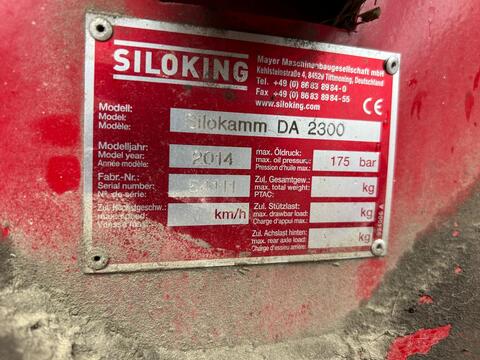 SILOKING
Mayer Maschinenbaugesellschaft mbH
Kehlsteinstraße 4, 84529 Tittmoning, Deutschland
Tel. +49 (0) 86 83 89 84-0
Fax +49 (0) 86 83 89 84-55
www.siloking.com
CE
Modell:
Model:
Modèle:
Silokamm DA 2300
Modelljahr:
Model year:
Année modèle:
2014
max. Öldruck:
max. oil pressure:
Pression d'huile maxi:
175 bar
Fabr.-Nr.:
Serial number:
N°. de série:
Zul. Gesamtgew.:
max. total weight:
PTAC:
kg
Zul. Höchstgeschw.:
max. speed:
Vitesse max:
km/h
Zul. Stützlast:
max. drawbar load:
Charge d'appui max.:
kg
Zul. Achslast hinten:
max. rear axle load:
Charge d'essieu arrière:
kg